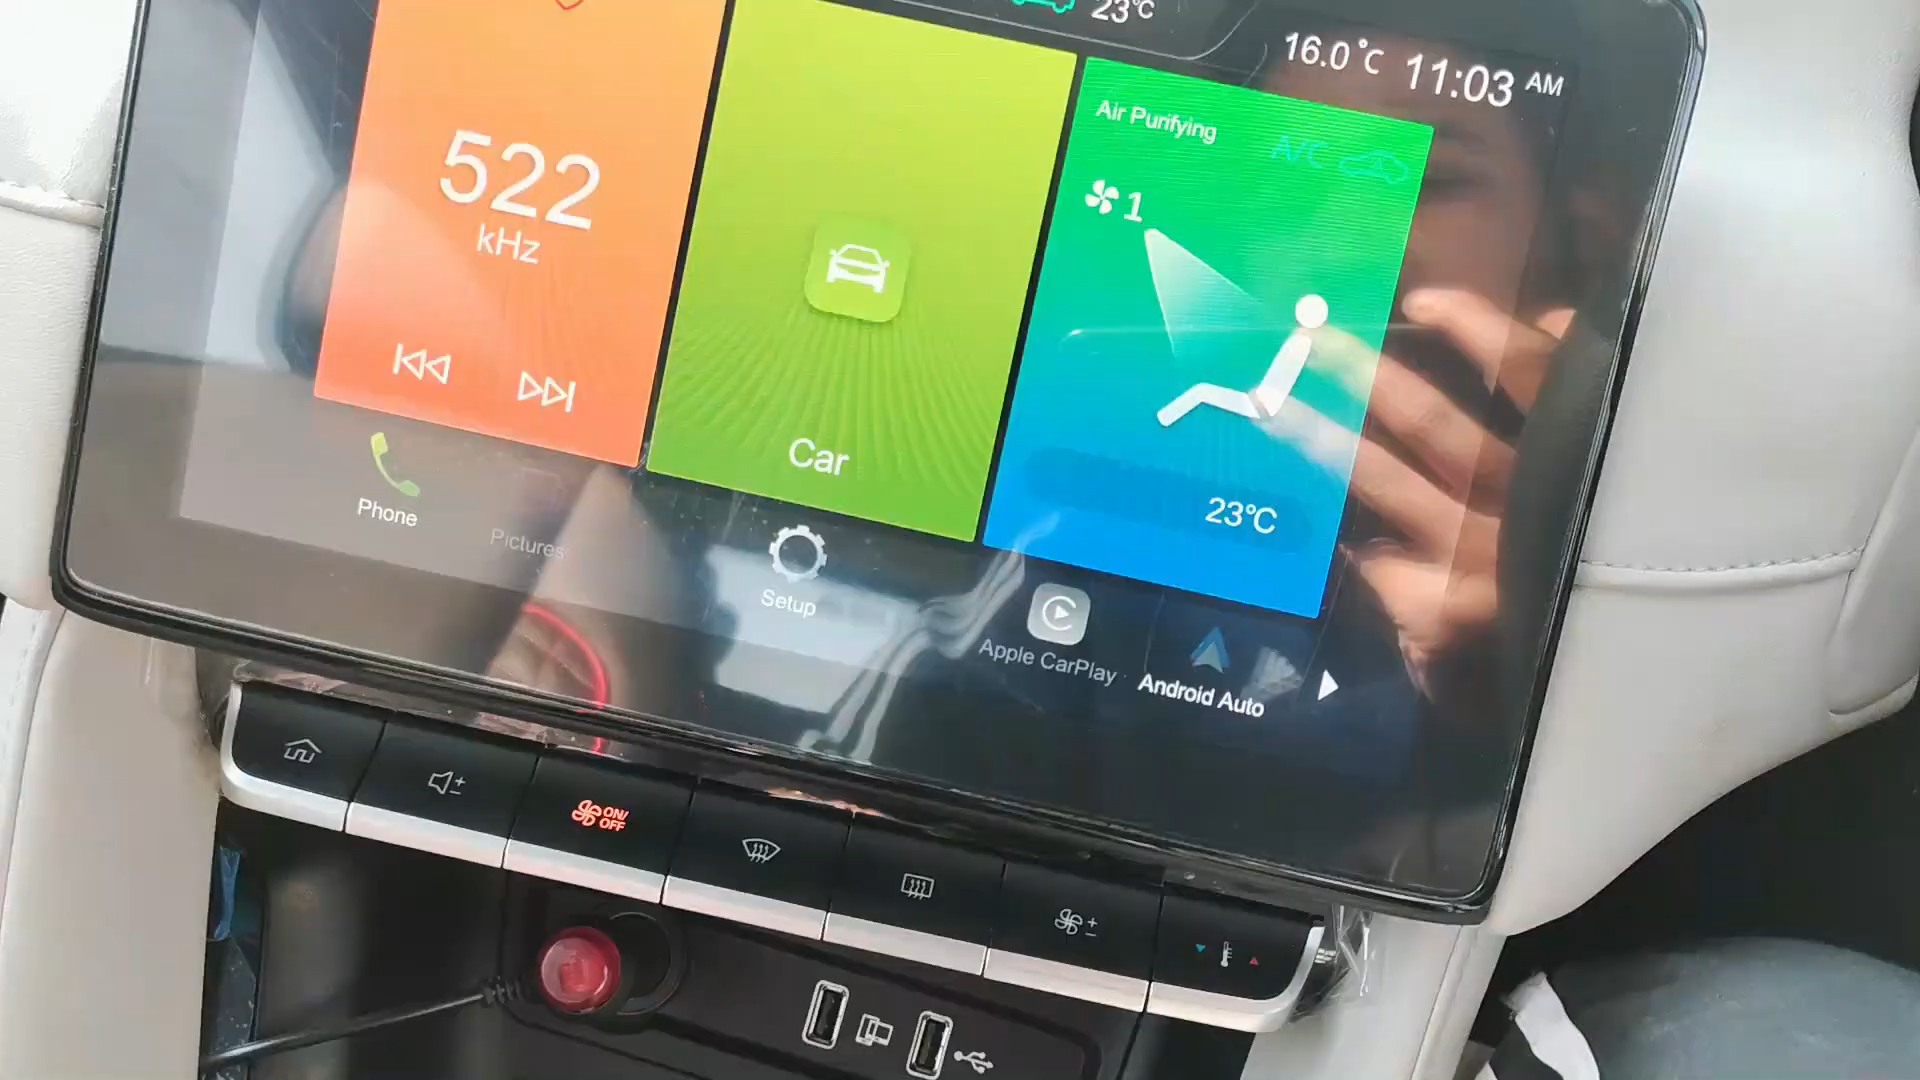 23℃
16.0℃ 11:03 AM
Air Purifying
A/C
1
522
kHz
Car
23℃
Phone
Pictures
Setup
Apple CarPlay
Android Auto
ON/
OFF